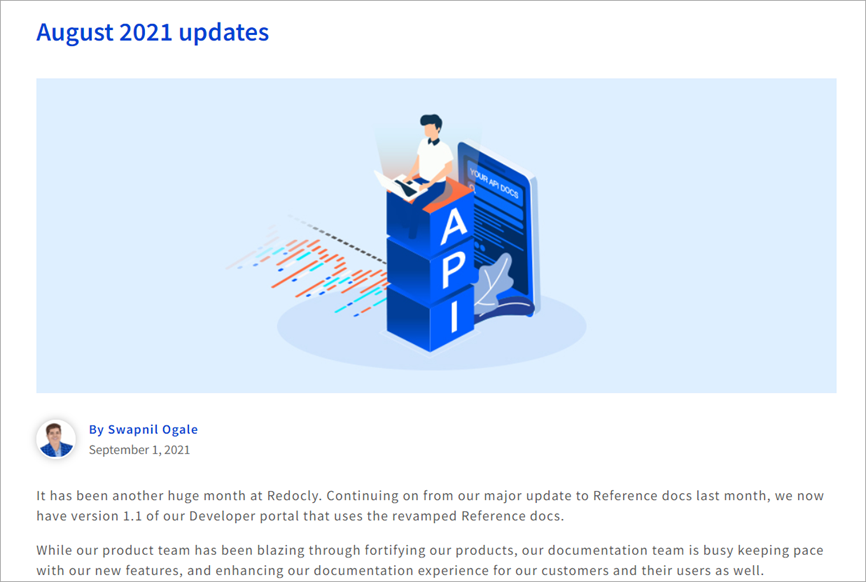 August 2021 updates
YOUR API DOCS
A
P
I
By Swapnil Ogale
September 1, 2021
It has been another huge month at Redocly. Continuing on from our major update to Reference docs last month, we now
have version 1.1 of our Developer portal that uses the revamped Reference docs.
While our product team has been blazing through fortifying our products, our documentation team is busy keeping pace
with our new features, and enhancing our documentation experience for our customers and their users as well.